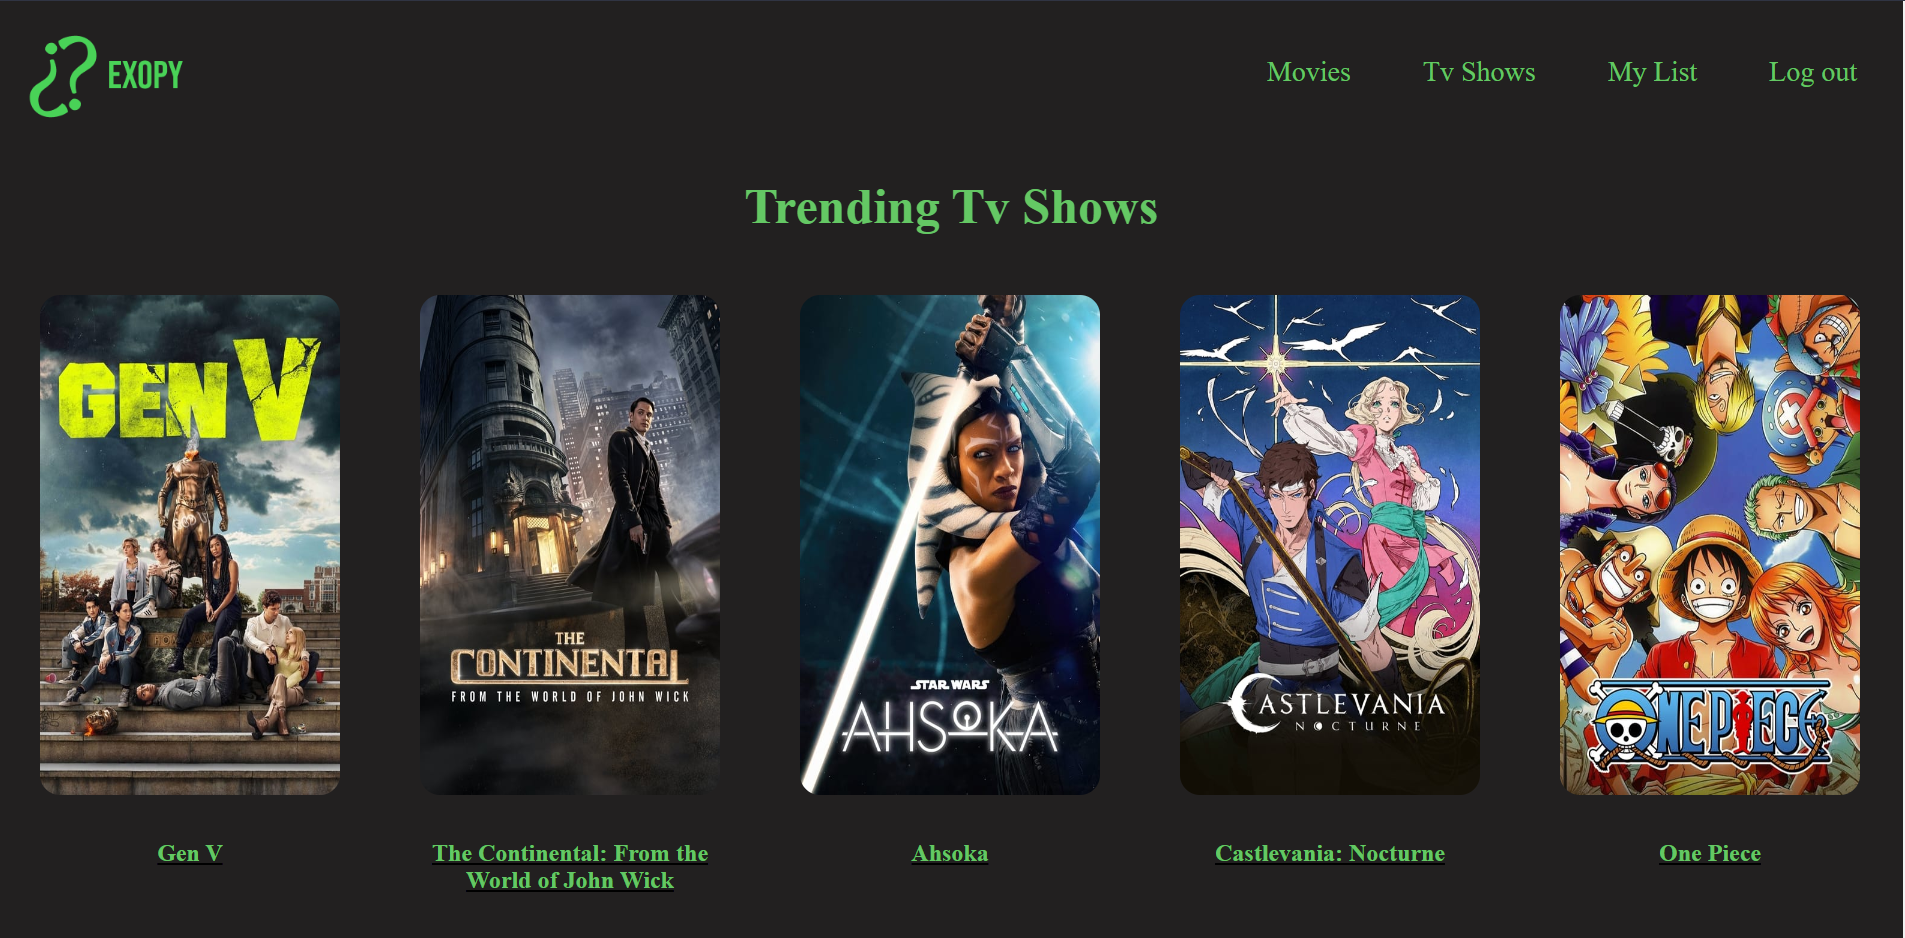 ¿? EXOPY
Movies
Tv Shows
My List
Log out
Trending Tv Shows
GEN V
THE
CONTINENTAL
FROM THE WORLD OF JOHN WICK
STAR WARS
AHSOKA
CASTLEVANIA
NOCTURNE
ONE PIECE
Gen V
The Continental: From the
World of John Wick
Ahsoka
Castlevania: Nocturne
One Piece